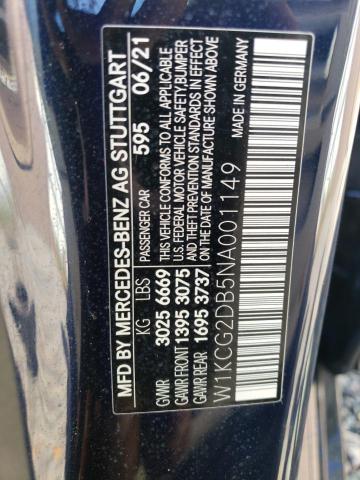 MFD BY MERCEDES-BENZ AG STUTTGART
PASSENGER CAR 595 06/21
KG LBS
GVWR 3025 6669
GAWR FRONT 1395 3075
GAWR REAR 1695 3737
THIS VEHICLE CONFORMS TO ALL APPLICABLE
U.S. FEDERAL MOTOR VEHICLE SAFETY, BUMPER
AND THEFT PREVENTION STANDARDS IN EFFECT
ON THE DATE OF MANUFACTURE SHOWN ABOVE
W1KCG2DB5NA001149
MADE IN GERMANY